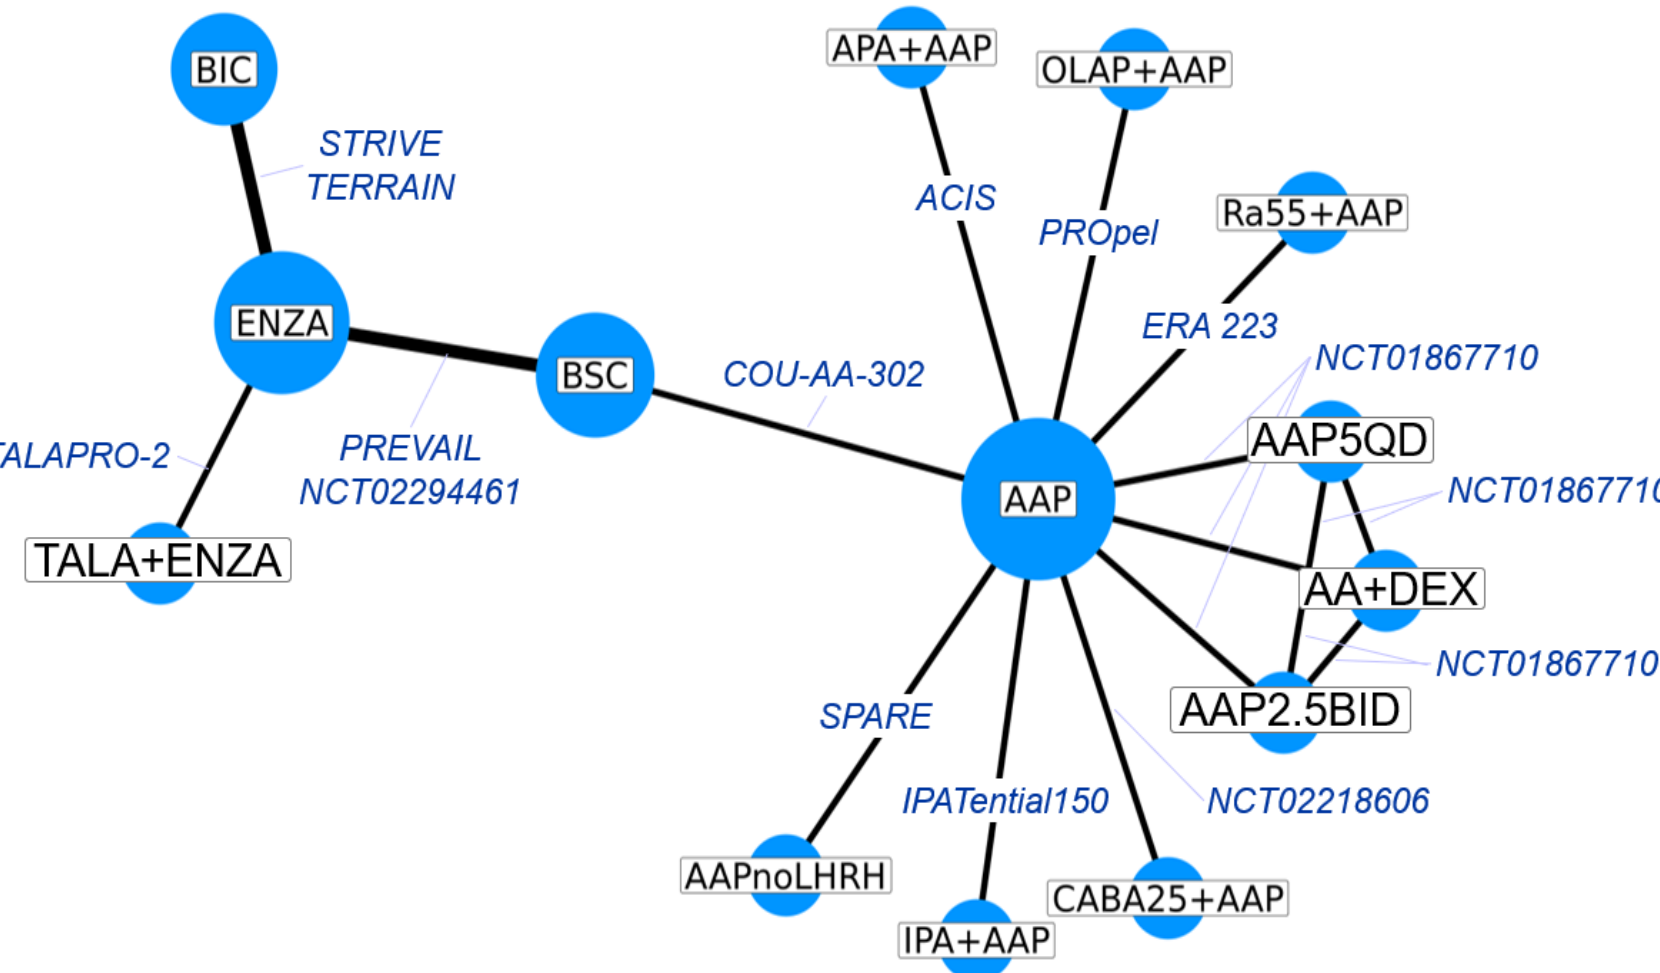 APA+AAP
OLAP+AAP
BIC
STRIVE
TERRAIN
ACIS
PROpel
Ra55+AAP
ENZA
ERA 223
BSC
COU-AA-302
NCT01867710
AAP5QD
PREVAIL
NCT02294461
TALAPRO-2
AAP
NCT01867710
TALA+ENZA
AA+DEX
NCT01867710
AAP2.5BID
SPARE
IPATential150
NCT02218606
AAPnoLHRH
CABA25+AAP
IPA+AAP